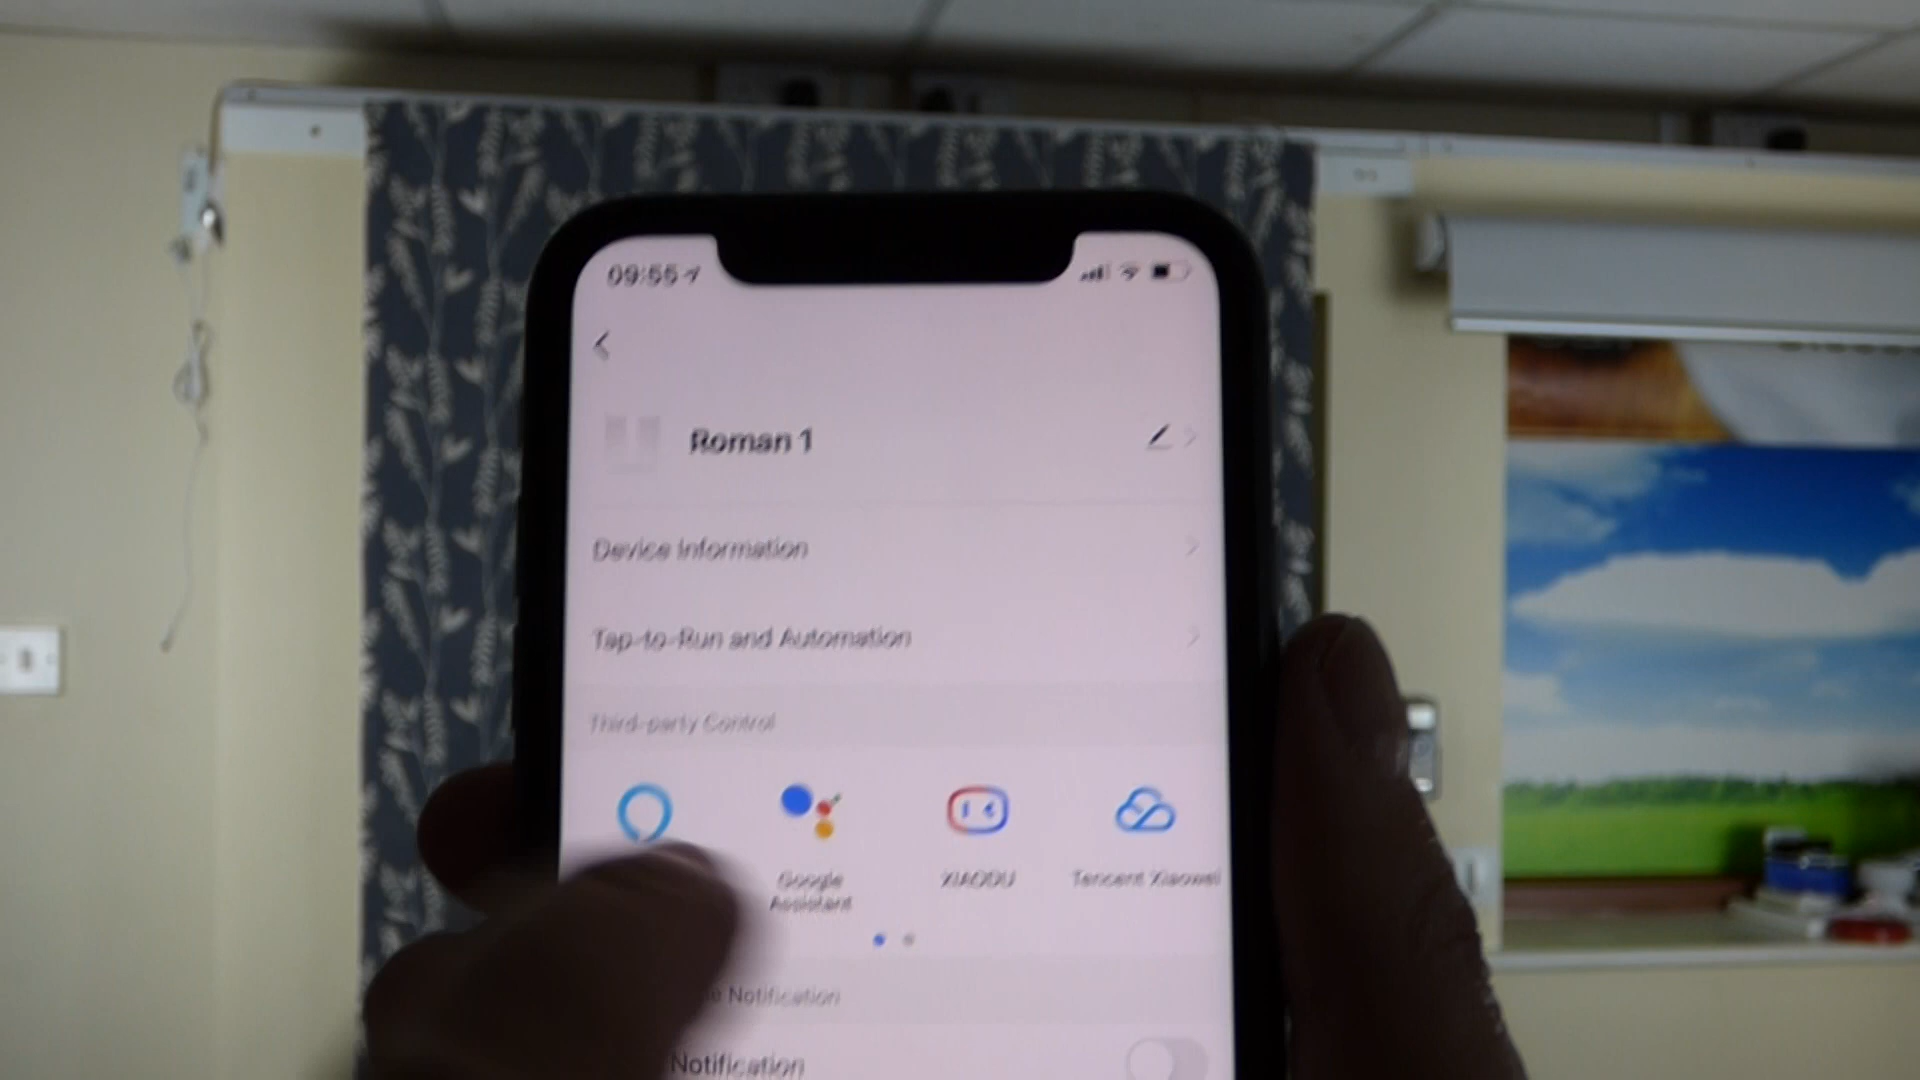 09:55
Roman 1
Device Information
Tap-to-Run and Automation
Third-party Control
Google
Assistant
XIAODU
Tencent Xiaowei
Notification
Notification